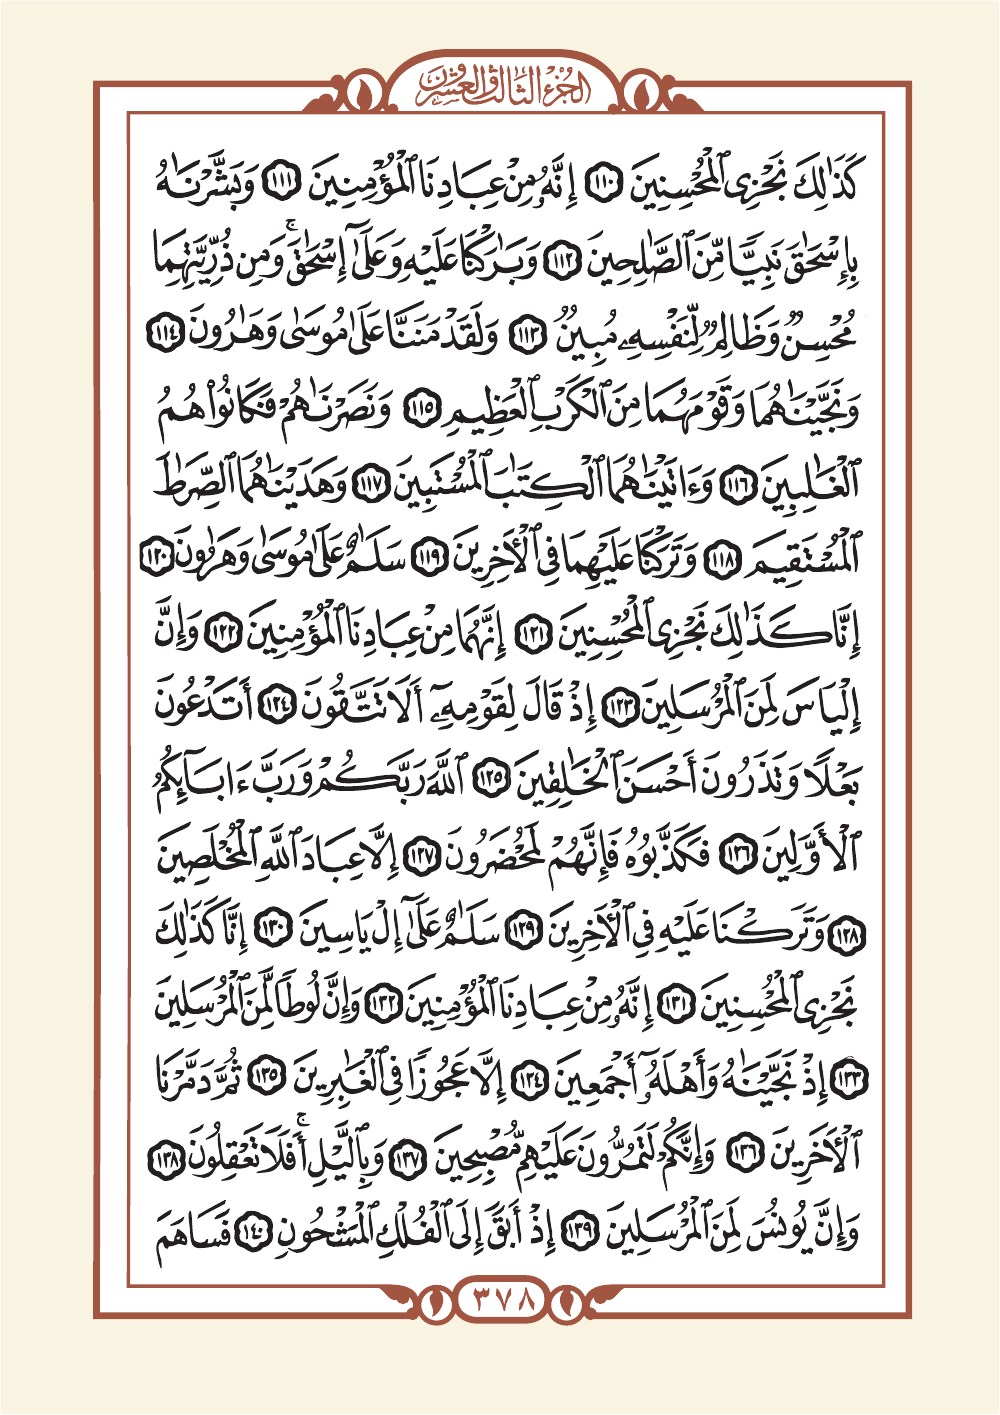 الجزء الثالث والعشرون
كَذَٰلِكَ نَجْزِى ٱلْمُحْسِنِينَ ١١٠ إِنَّهُۥ مِنْ عِبَادِنَا ٱلْمُؤْمِنِينَ ١١١ وَبَشَّرْنَٰهُ
بِإِسْحَٰقَ نَبِيًّا مِّنَ ٱلصَّٰلِحِينَ ١١٢ وَبَٰرَكْنَا عَلَيْهِ وَعَلَىٰٓ إِسْحَٰقَ ۚ وَمِن ذُرِّيَّتِهِمَا
مُحْسِنٌ وَظَالِمٌ لِّنَفْسِهِۦ مُبِينٌ ١١٣ وَلَقَدْ مَنَنَّا عَلَىٰ مُوسَىٰ وَهَٰرُونَ ١١٤
وَنَجَّيْنَٰهُمَا وَقَوْمَهُمَا مِنَ ٱلْكَرْبِ ٱلْعَظِيمِ ١١٥ وَنَصَرْنَٰهُمْ فَكَانُوا۟ هُمُ
ٱلْغَٰلِبِينَ ١١٦ وَءَاتَيْنَٰهُمَا ٱلْكِتَٰبَ ٱلْمُسْتَبِينَ ١١٧ وَهَدَيْنَٰهُمَا ٱلصِّرَٰطَ
ٱلْمُسْتَقِيمَ ١١٨ وَتَرَكْنَا عَلَيْهِمَا فِى ٱلْءَاخِرِينَ ١١٩ سَلَٰمٌ عَلَىٰ مُوسَىٰ وَهَٰرُونَ ١٢٠
إِنَّا كَذَٰلِكَ نَجْزِى ٱلْمُحْسِنِينَ ١٢١ إِنَّهُمَا مِنْ عِبَادِنَا ٱلْمُؤْمِنِينَ ١٢٢ وَإِنَّ
إِلْيَاسَ لَمِنَ ٱلْمُرْسَلِينَ ١٢٣ إِذْ قَالَ لِقَوْمِهِۦٓ أَلَا تَتَّقُونَ ١٢٤ أَتَدْعُونَ
بَعْلًا وَتَذَرُونَ أَحْسَنَ ٱلْخَٰلِقِينَ ١٢٥ ٱللَّهَ رَبَّكُمْ وَرَبَّ ءَابَآئِكُمُ
ٱلْأَوَّلِينَ ١٢٦ فَكَذَّبُوهُ فَإِنَّهُمْ لَمُحْضَرُونَ ١٢٧ إِلَّا عِبَادَ ٱللَّهِ ٱلْمُخْلَصِينَ
١٢٨ وَتَرَكْنَا عَلَيْهِ فِى ٱلْءَاخِرِينَ ١٢٩ سَلَٰمٌ عَلَىٰٓ إِلْ يَاسِينَ ١٣٠ إِنَّا كَذَٰلِكَ
نَجْزِى ٱلْمُحْسِنِينَ ١٣١ إِنَّهُۥ مِنْ عِبَادِنَا ٱلْمُؤْمِنِينَ ١٣٢ وَإِنَّ لُوطًا لَّمِنَ ٱلْمُرْسَلِينَ
١٣٣ إِذْ نَجَّيْنَٰهُ وَأَهْلَهُۥٓ أَجْمَعِينَ ١٣٤ إِلَّا عَجُوزًا فِى ٱلْغَٰبِرِينَ ١٣٥ ثُمَّ دَمَّرْنَا
ٱلْءَاخَرِينَ ١٣٦ وَإِنَّكُمْ لَتَمُرُّونَ عَلَيْهِم مُّصْبِحِينَ ١٣٧ وَبِٱلَّيْلِ ۗ أَفَلَا تَعْقِلُونَ ١٣٨
وَإِنَّ يُونُسَ لَمِنَ ٱلْمُرْسَلِينَ ١٣٩ إِذْ أَبَقَ إِلَى ٱلْفُلْكِ ٱلْمَشْحُونِ ١٤٠ فَسَاهَمَ
٣٧٨